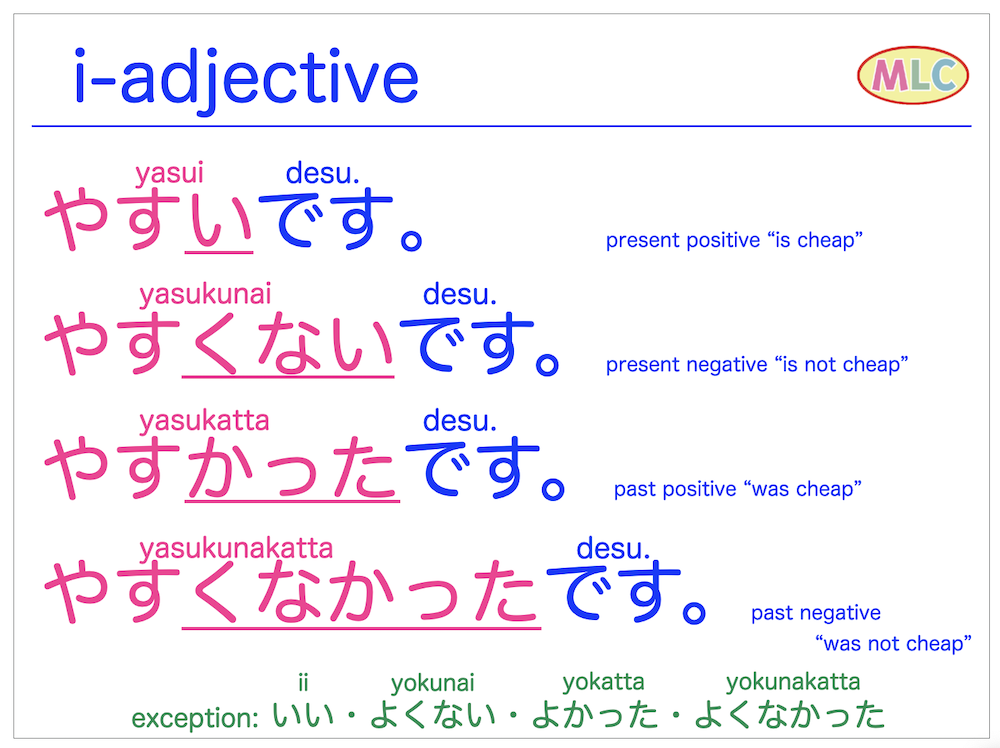 i-adjective
MLC
yasui desu.
やすいです。
present positive “is cheap”
yasukunai desu.
やすくないです。
present negative “is not cheap”
yasukatta desu.
やすかったです。
past positive “was cheap”
yasukunakatta desu.
やすくなかったです。
past negative
“was not cheap”
ii yokunai yokatta yokunakatta
exception: いい・よくない・よかった・よくなかった